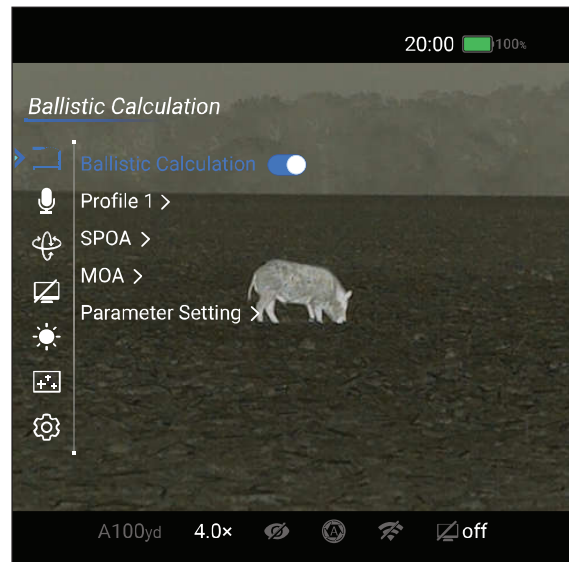 20:00 100%
Ballistic Calculation
Ballistic Calculation
Profile 1 >
SPOA >
MOA >
Parameter Setting >
A100yd 4.0× off